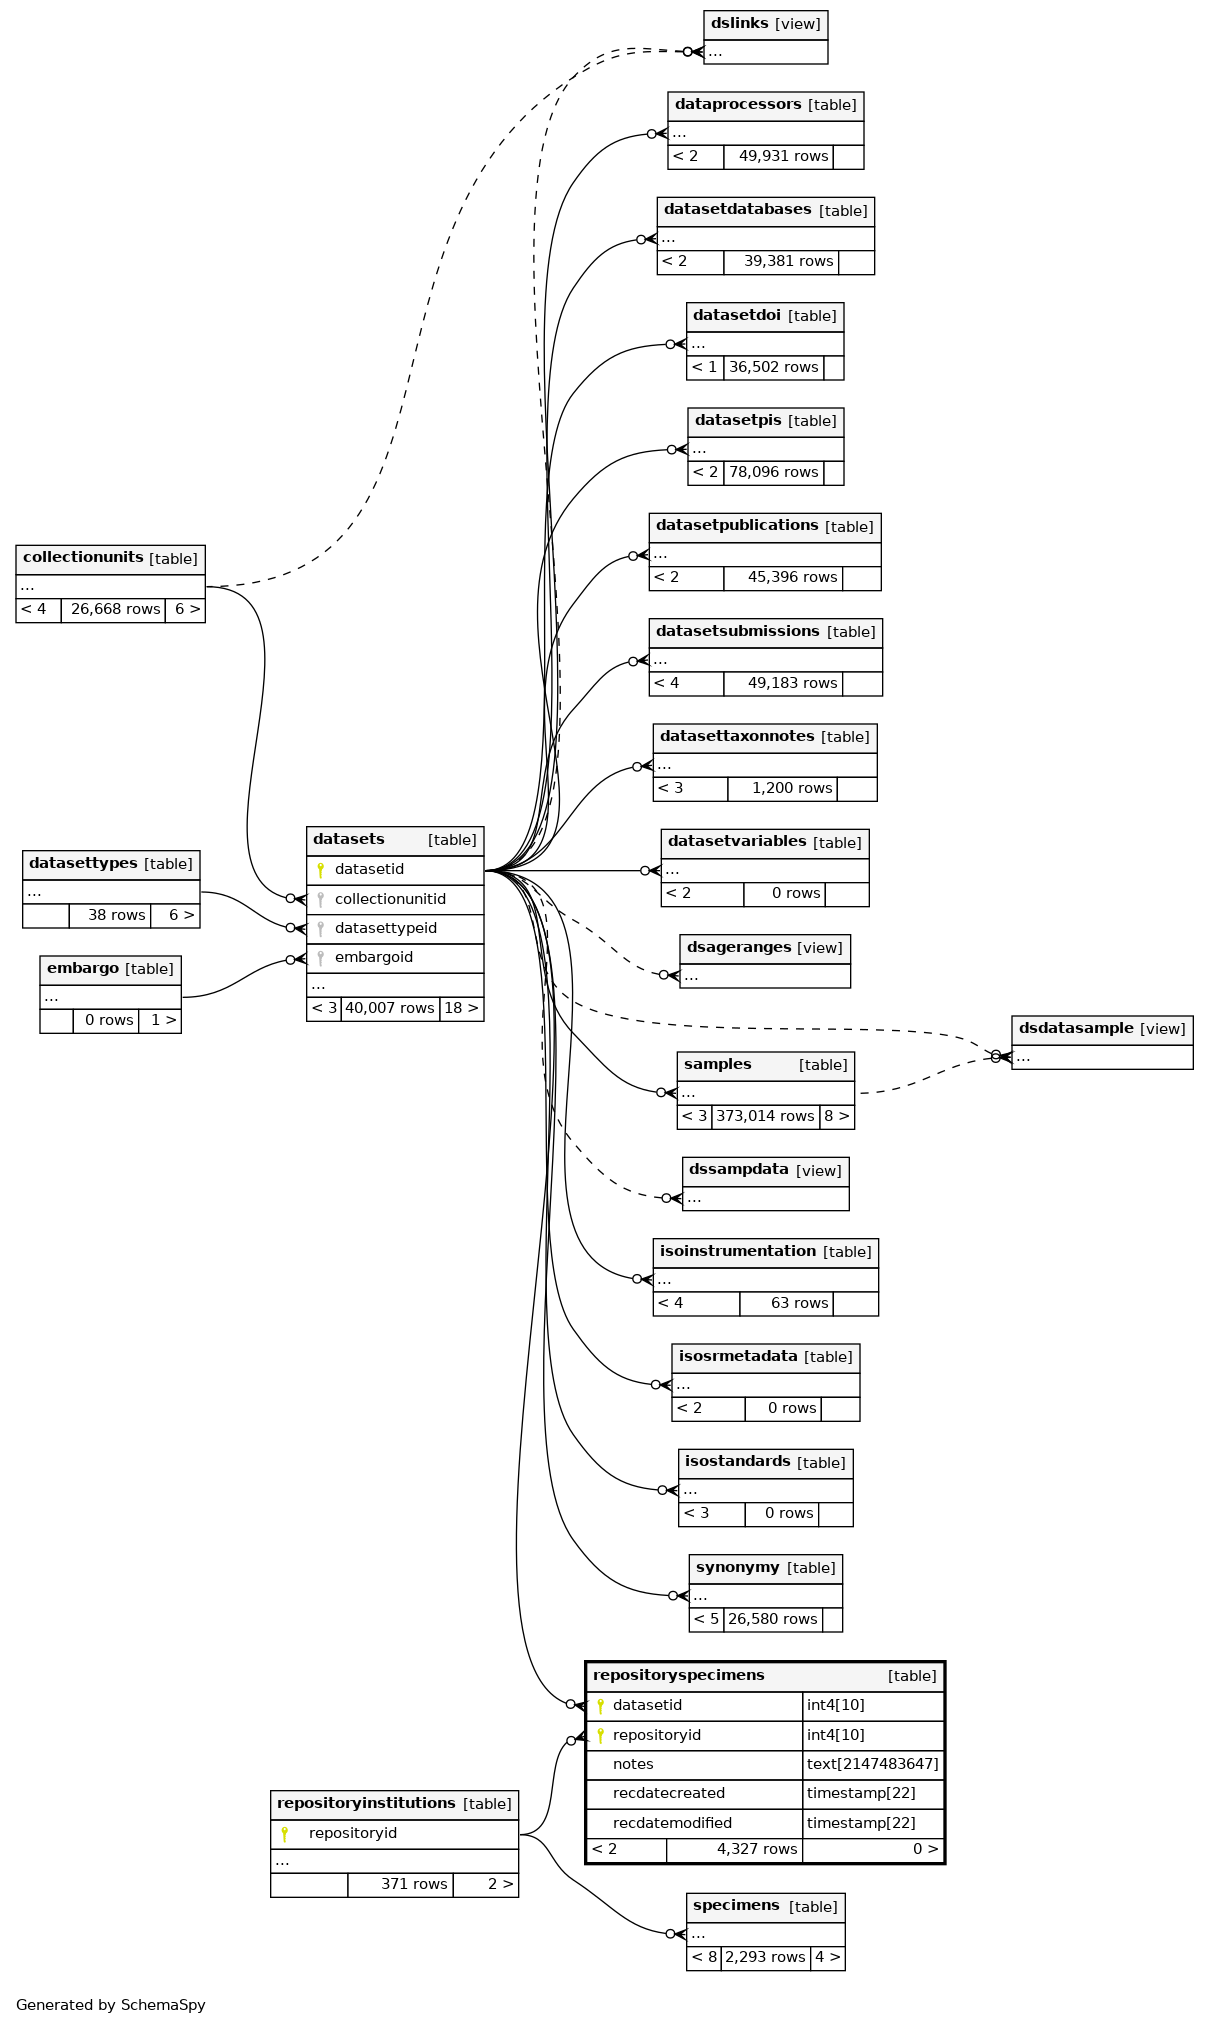 dslinks [view]
...
dataprocessors [table]
...
< 2 49,931 rows
datasetdatabases [table]
...
< 2 39,381 rows
datasetdoi [table]
...
< 1 36,502 rows
datasetpis [table]
...
< 2 78,096 rows
datasetpublications [table]
...
< 2 45,396 rows
collectionunits [table]
...
< 4 26,668 rows 6 >
datasetsubmissions [table]
...
< 4 49,183 rows
datasettaxonnotes [table]
...
< 3 1,200 rows
datasetvariables [table]
...
< 2 0 rows
datasets [table]
datasetid
collectionunitid
datasettypeid
embargoid
...
< 3 40,007 rows 18 >
datasettypes [table]
...
38 rows 6 >
embargo [table]
...
0 rows 1 >
dsageranges [view]
...
dsdatasample [view]
...
samples [table]
...
< 3 373,014 rows 8 >
dssampdata [view]
...
isoinstrumentation [table]
...
< 4 63 rows
isosrmetadata [table]
...
< 2 0 rows
isostandards [table]
...
< 3 0 rows
synonymy [table]
...
< 5 26,580 rows
repositoryspecimens [table]
datasetid int4[10]
repositoryid int4[10]
notes text[2147483647]
recdatecreated timestamp[22]
recdatemodified timestamp[22]
< 2 4,327 rows 0 >
repositoryinstitutions [table]
repositoryid
...
371 rows 2 >
specimens [table]
...
< 8 2,293 rows 4 >
Generated by SchemaSpy